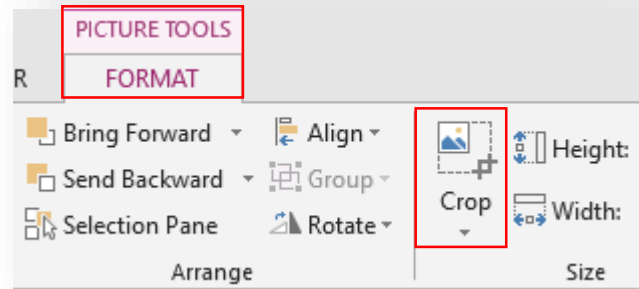 PICTURE TOOLS
R FORMAT
Bring Forward Align Height:
Send Backward Group Crop
Selection Pane Rotate Width:
Arrange Size